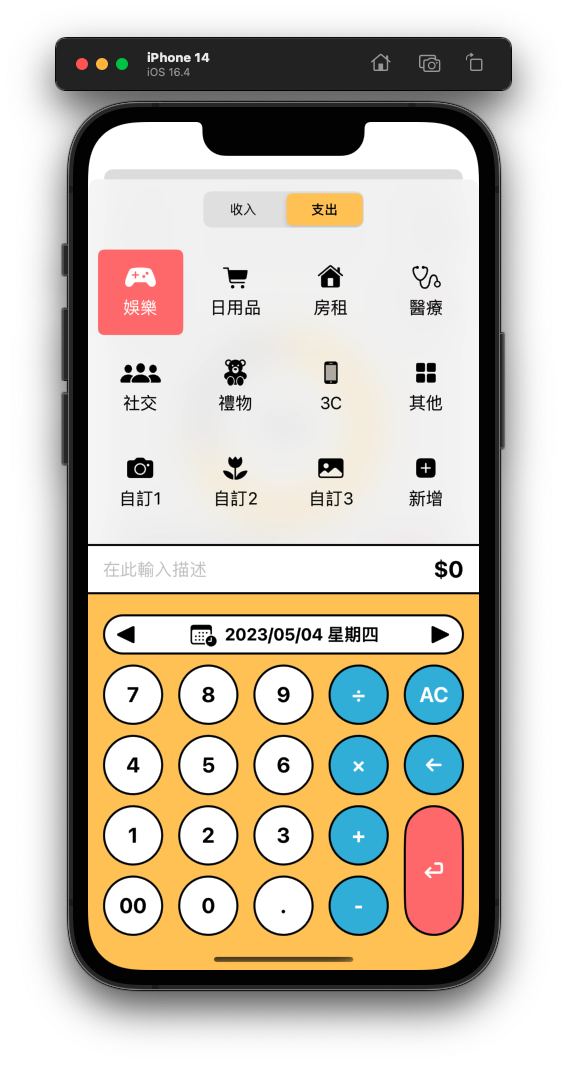 iPhone 14
iOS 16.4
收入 支出
娛樂 日用品 房租 醫療
社交 禮物 3C 其他
自訂1 自訂2 自訂3 新增
在此輸入描述 $0
2023/05/04 星期四
7 8 9 ÷ AC
4 5 6 ×
1 2 3 +
00 0 . -